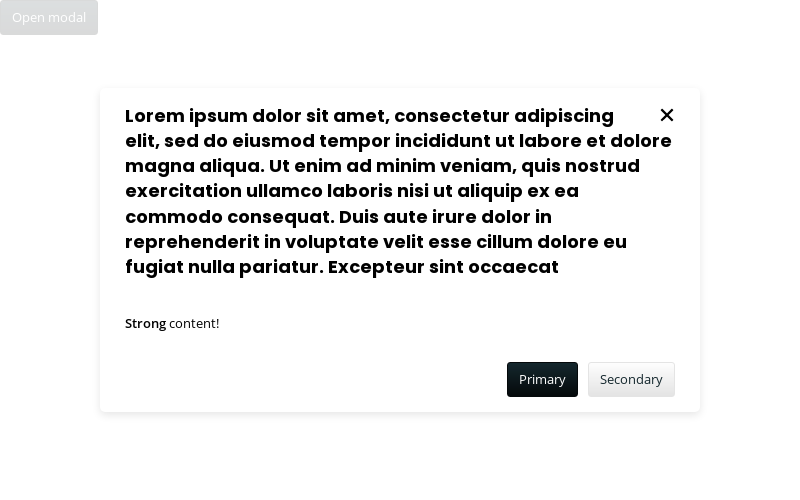 Open modal
Lorem ipsum dolor sit amet, consectetur adipiscing
elit, sed do eiusmod tempor incididunt ut labore et dolore
magna aliqua. Ut enim ad minim veniam, quis nostrud
exercitation ullamco laboris nisi ut aliquip ex ea
commodo consequat. Duis aute irure dolor in
reprehenderit in voluptate velit esse cillum dolore eu
fugiat nulla pariatur. Excepteur sint occaecat
Strong content!
Primary
Secondary